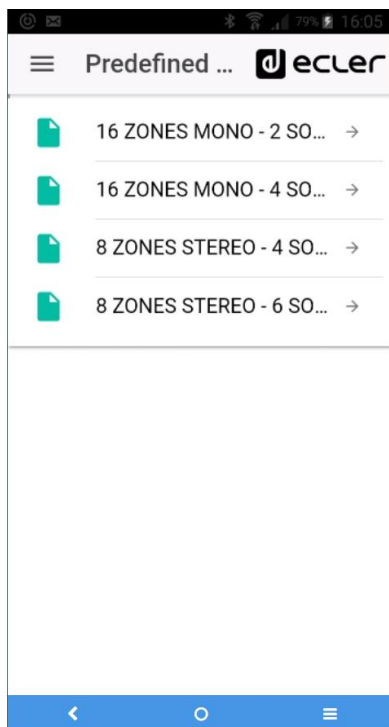 79% 16:05
Predefined ... ecler
16 ZONES MONO - 2 SO...
16 ZONES MONO - 4 SO...
8 ZONES STEREO - 4 SO...
8 ZONES STEREO - 6 SO...